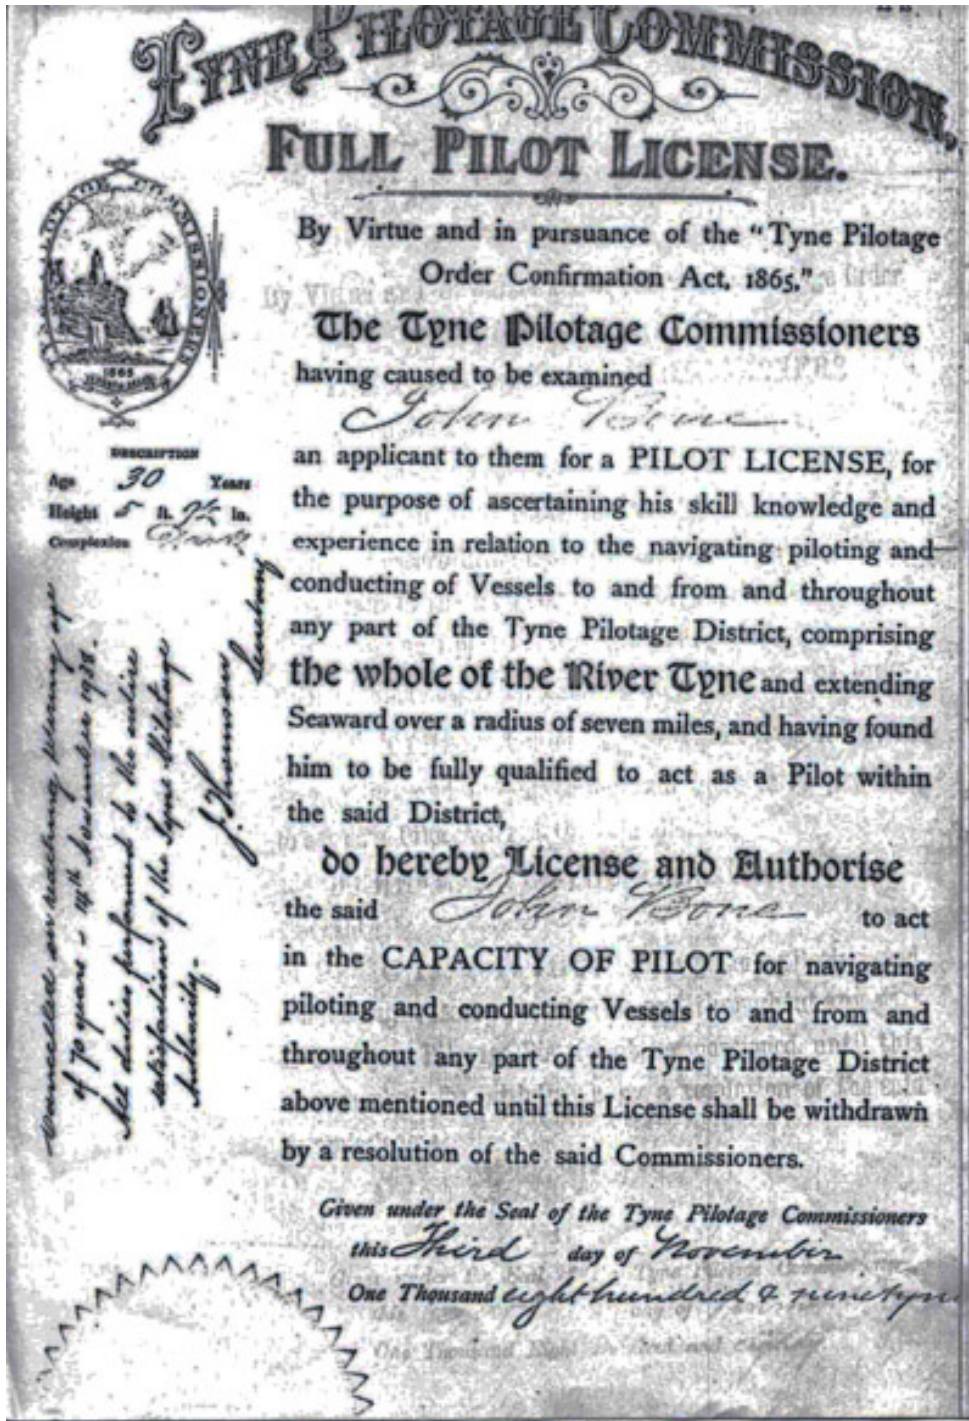 TYNE PILOTAGE COMMISSION,
FULL PILOT LICENSE.
By Virtue and in pursuance of the "Tyne Pilotage
Order Confirmation Act, 1865,"
The Tyne Pilotage Commissioners
having caused to be examined
John Bone
an applicant to them for a PILOT LICENSE, for
the purpose of ascertaining his skill knowledge and
experience in relation to the navigating piloting and
conducting of Vessels to and from and throughout
any part of the Tyne Pilotage District, comprising
the whole of the River Tyne and extending
Seaward over a radius of seven miles, and having found
him to be fully qualified to act as a Pilot within
the said District,
do hereby License and Authorise
the said John Bone to act
in the CAPACITY OF PILOT for navigating
piloting and conducting Vessels to and from and
throughout any part of the Tyne Pilotage District
above mentioned until this License shall be withdrawn
by a resolution of the said Commissioners.
Given under the Seal of the Tyne Pilotage Commissioners
this Third day of November
One Thousand eight hundred & ninety
PILOTAGE COMMISSIONERS
1865
DESCRIPTION
Age 30 Years
Height 5 ft. 9½ in.
Complexion
Cancelled on reaching
of 70 years - 14th November 1938.
All duties performed to the entire
satisfaction of the Tyne Pilotage
Authority.
J. Thomson
Secretary